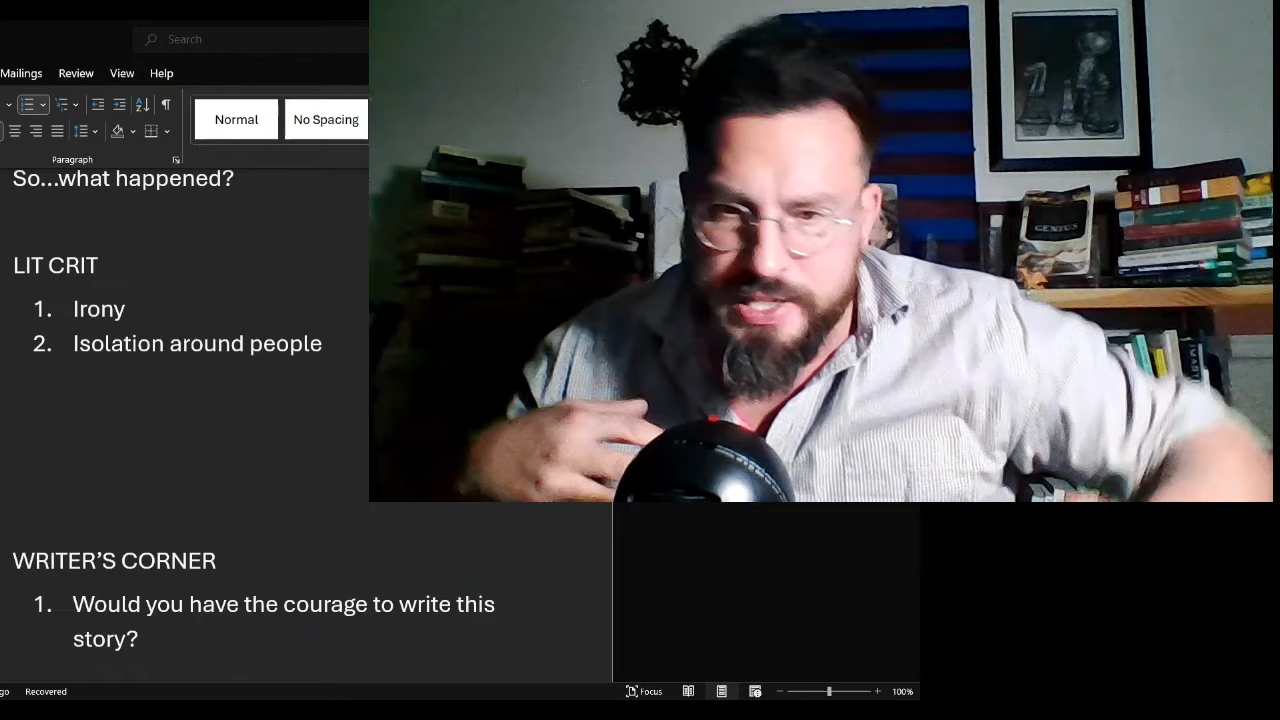 Search
Mailings Review View Help
Normal No Spacing
Paragraph
So...what happened?
LIT CRIT
1. Irony
2. Isolation around people
GENIUS
WRITER’S CORNER
1. Would you have the courage to write this
story?
go Recovered Focus 100%